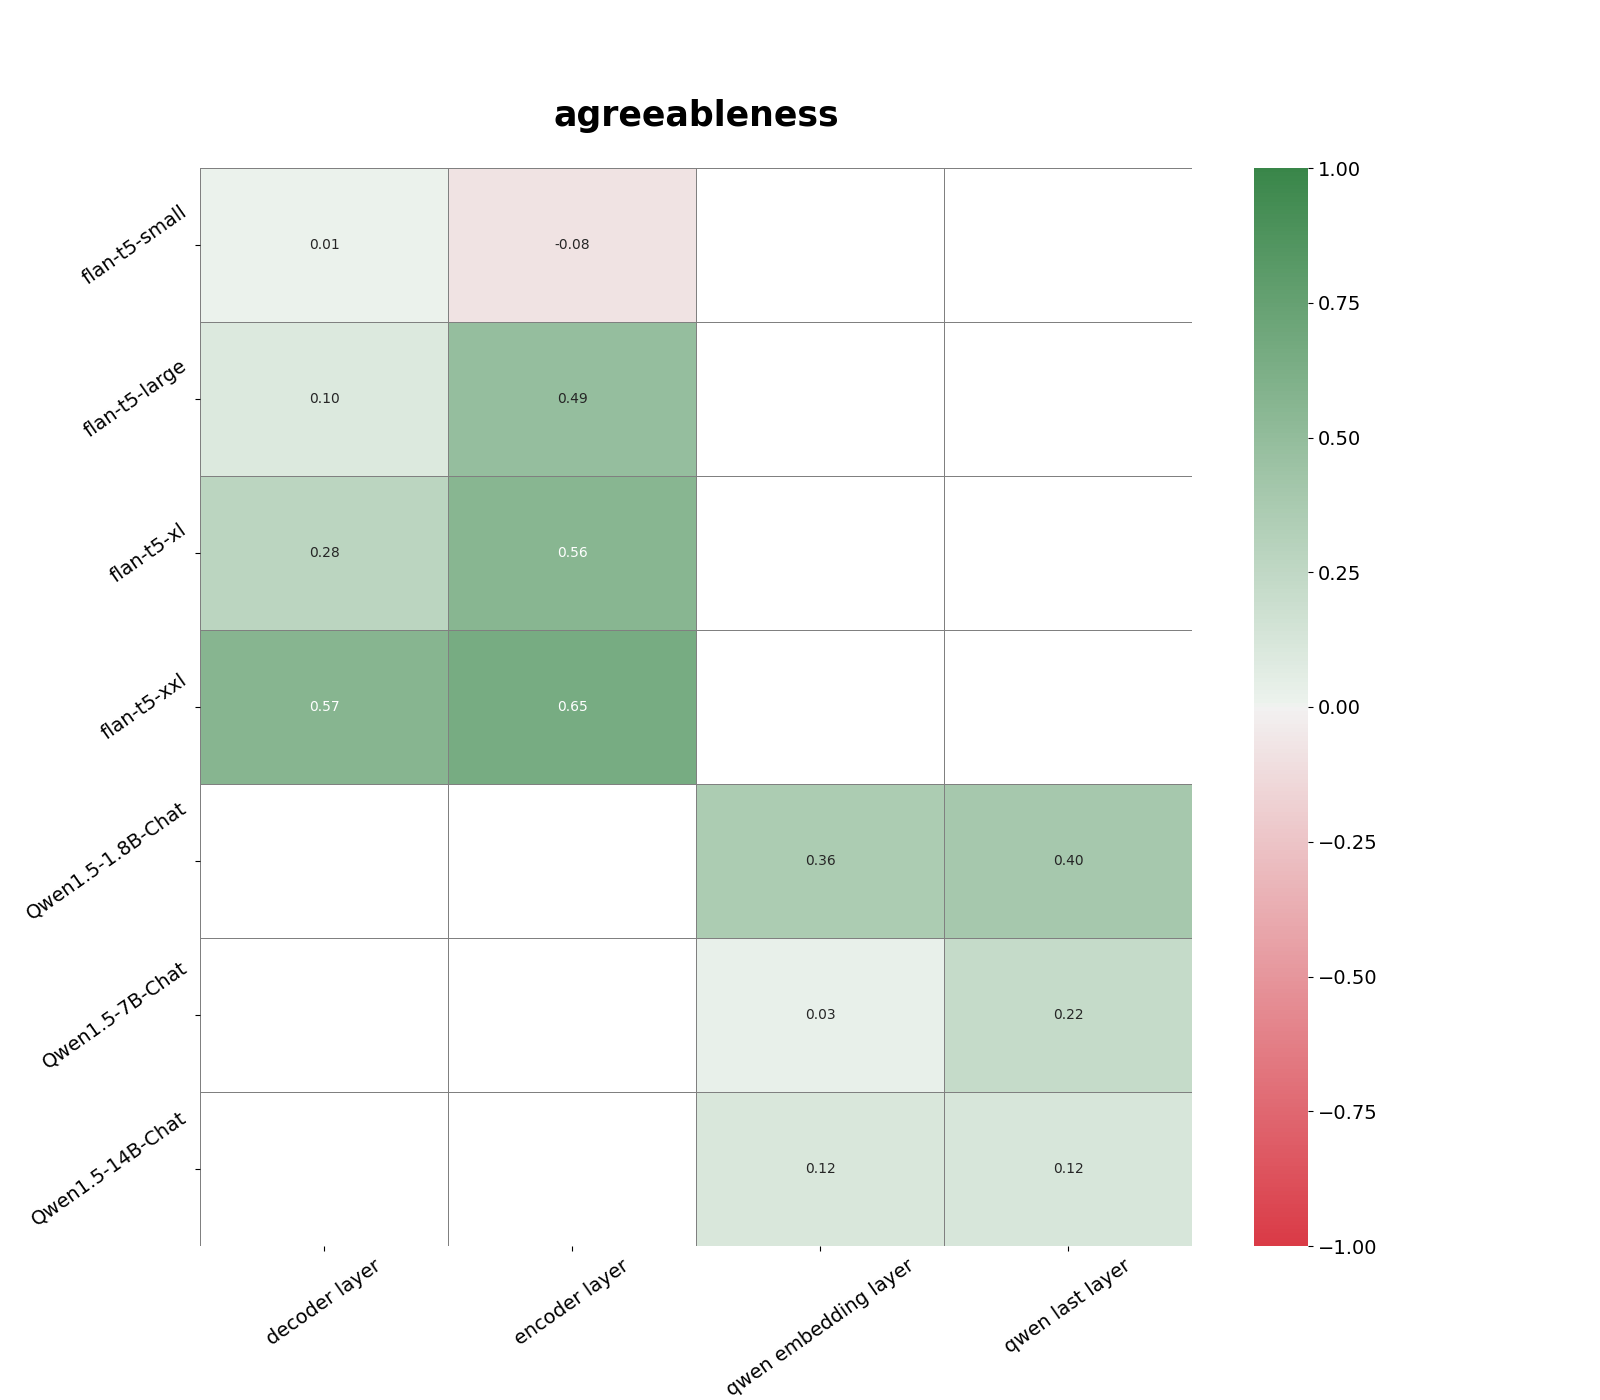 agreeableness
flan-t5-small
0.01
-0.08
flan-t5-large
0.10
0.49
flan-t5-xl
0.28
0.56
flan-t5-xxl
0.57
0.65
Qwen1.5-1.8B-Chat
0.36
0.40
Qwen1.5-7B-Chat
0.03
0.22
Qwen1.5-14B-Chat
0.12
0.12
decoder layer
encoder layer
qwen embedding layer
qwen last layer
1.00
0.75
0.50
0.25
0.00
−0.25
−0.50
−0.75
−1.00